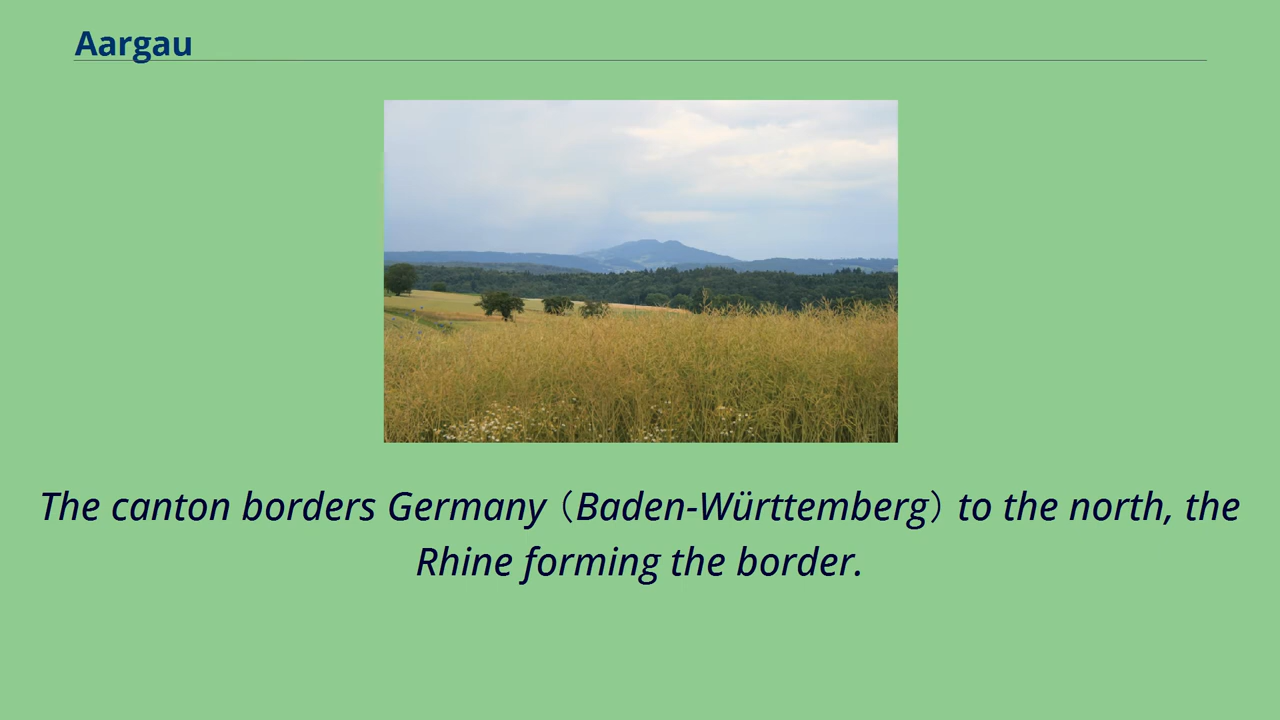 Aargau
The canton borders Germany（Baden-Württemberg）to the north, the
Rhine forming the border.